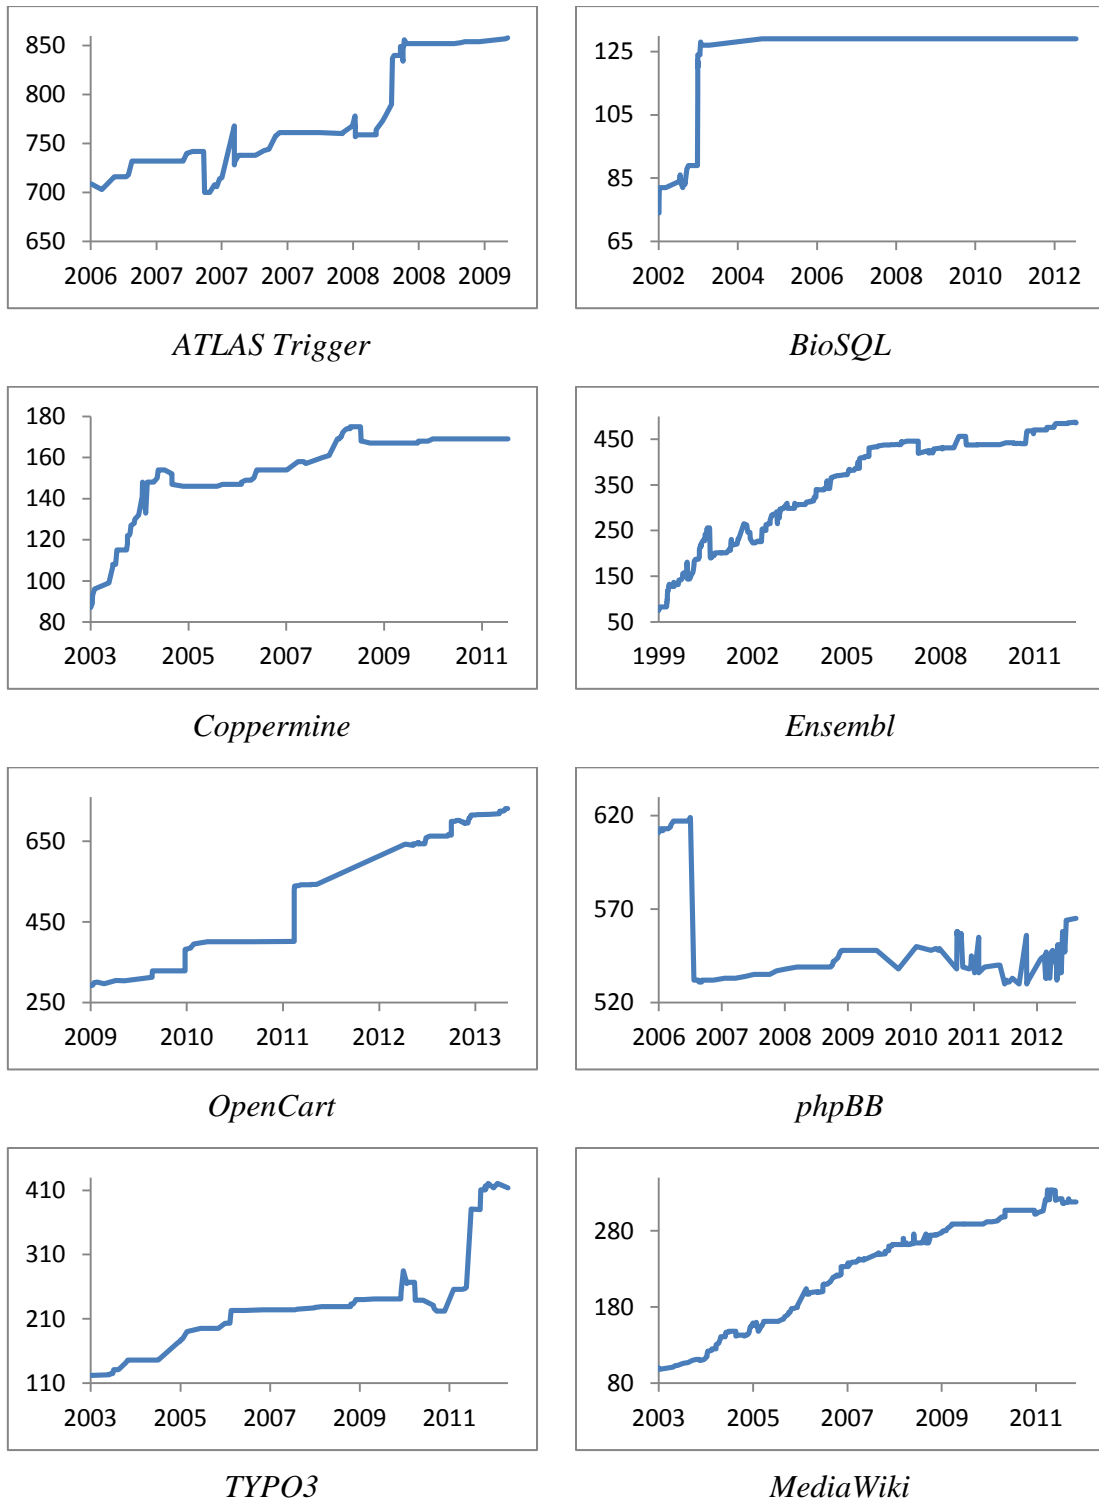 850
800
750
700
650
2006 2007 2007 2007 2008 2008 2009
ATLAS Trigger
125
105
85
65
2002 2004 2006 2008 2010 2012
BioSQL
180
160
140
120
100
80
2003 2005 2007 2009 2011
Coppermine
450
350
250
150
50
1999 2002 2005 2008 2011
Ensembl
650
450
250
2009 2010 2011 2012 2013
OpenCart
620
570
520
2006 2007 2008 2009 2010 2011 2012
phpBB
410
310
210
110
2003 2005 2009 2010 2011
TYPO3
280
180
80
2003 2005 2007 2009 2011
MediaWiki